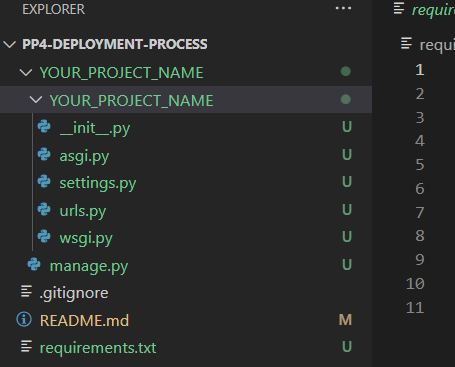 EXPLORER
PP4-DEPLOYMENT-PROCESS
YOUR_PROJECT_NAME
YOUR_PROJECT_NAME
__init__.py U
asgi.py U
settings.py U
urls.py U
wsgi.py U
manage.py U
.gitignore
README.md M
requirements.txt U
require
requi
1
2
3
4
5
6
7
8
9
10
11